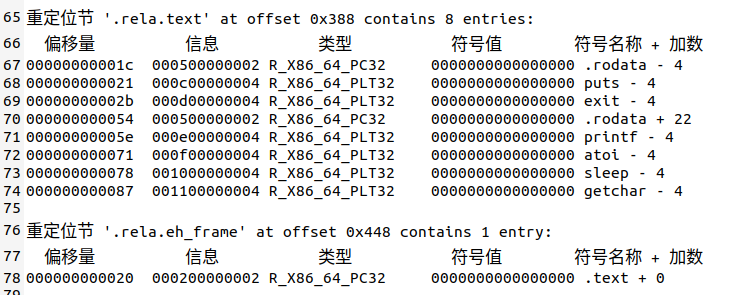 65 重定位节 '.rela.text' at offset 0x388 contains 8 entries:
66 偏移量 信息 类型 符号值 符号名称 + 加数
67 00000000001c 000500000002 R_X86_64_PC32 0000000000000000 .rodata - 4
68 000000000021 000c00000004 R_X86_64_PLT32 0000000000000000 puts - 4
69 00000000002b 000d00000004 R_X86_64_PLT32 0000000000000000 exit - 4
70 000000000054 000500000002 R_X86_64_PC32 0000000000000000 .rodata + 22
71 00000000005e 000e00000004 R_X86_64_PLT32 0000000000000000 printf - 4
72 000000000071 000f00000004 R_X86_64_PLT32 0000000000000000 atoi - 4
73 000000000078 001000000004 R_X86_64_PLT32 0000000000000000 sleep - 4
74 000000000087 001100000004 R_X86_64_PLT32 0000000000000000 getchar - 4
75
76 重定位节 '.rela.eh_frame' at offset 0x448 contains 1 entry:
77 偏移量 信息 类型 符号值 符号名称 + 加数
78 000000000020 000200000002 R_X86_64_PC32 0000000000000000 .text + 0